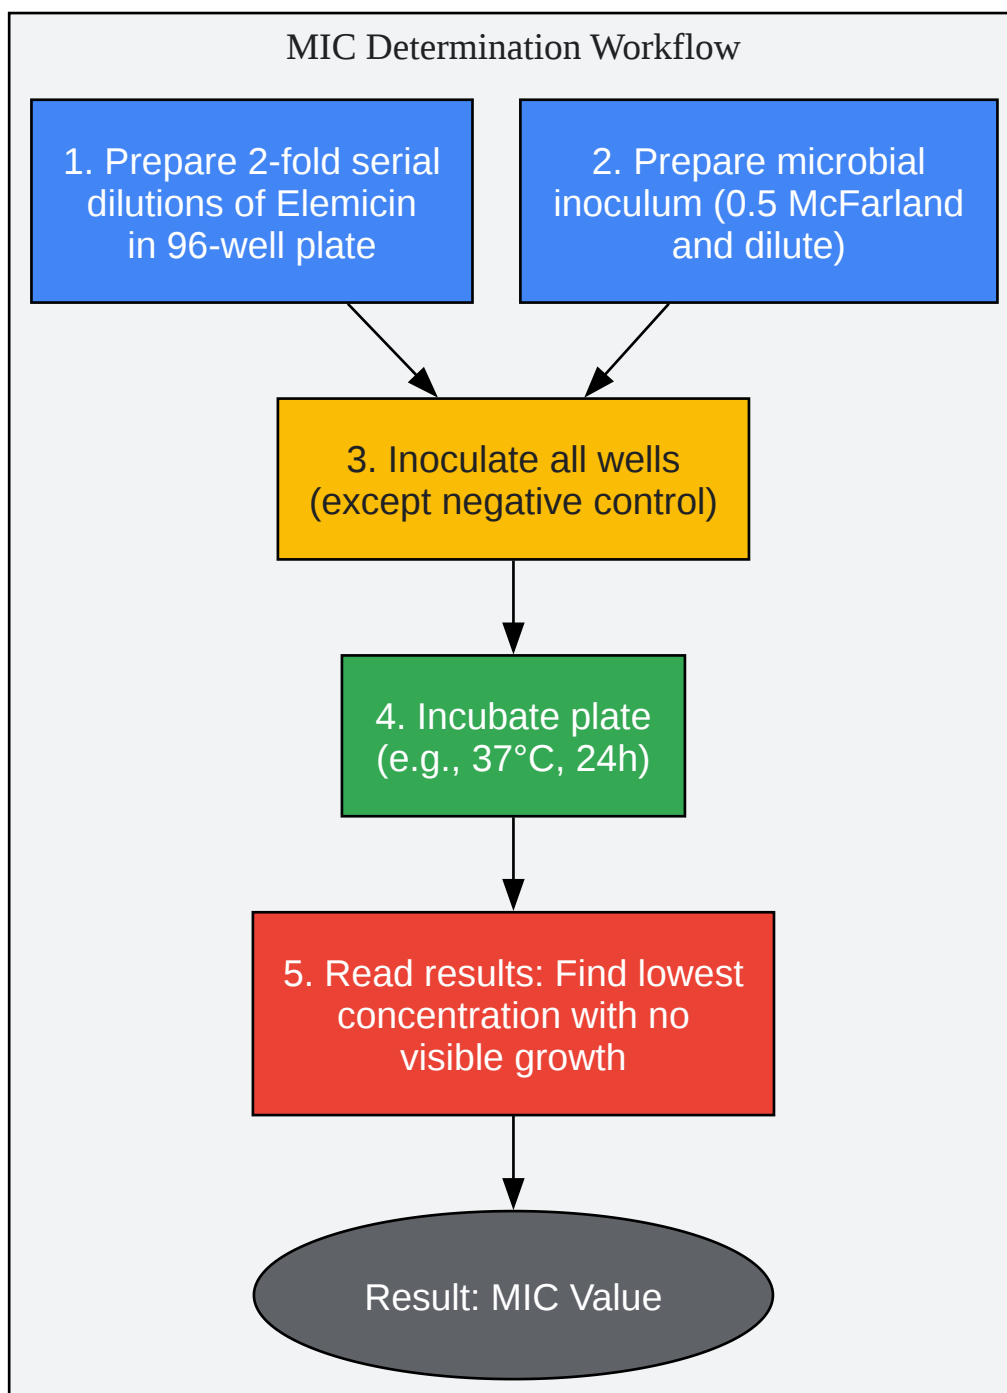 MIC Determination Workflow
1. Prepare 2-fold serial
dilutions of Elemicin
in 96-well plate
2. Prepare microbial
inoculum (0.5 McFarland
and dilute)
3. Inoculate all wells
(except negative control)
4. Incubate plate
(e.g., 37°C, 24h)
5. Read results: Find lowest
concentration with no
visible growth
Result: MIC Value